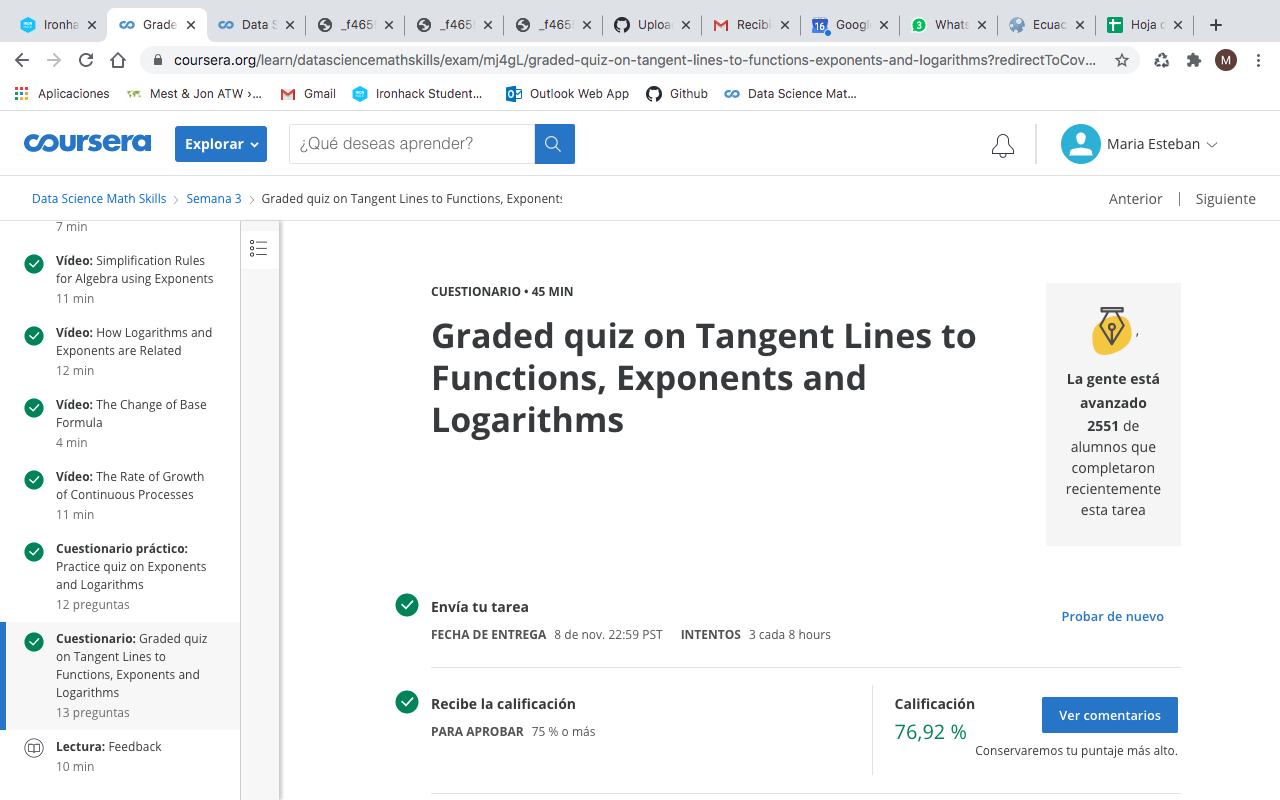 Ironha
Grade
Data S
_f465
_f465
_f465
Uploa
Recibi
16
Googl
3
Whats
Ecuac
Hoja d
coursera.org/learn/datasciencemathskills/exam/mj4gL/graded-quiz-on-tangent-lines-to-functions-exponents-and-logarithms?redirectToCov...
M
Aplicaciones
Mest & Jon ATW ›...
Gmail
Ironhack Student...
Outlook Web App
Github
Data Science Mat...
coursera
Explorar
¿Qué deseas aprender?
Maria Esteban
Data Science Math Skills
Semana 3
Graded quiz on Tangent Lines to Functions, Exponents
Anterior
Siguiente
7 min
Vídeo: Simplification Rules
for Algebra using Exponents
11 min
Vídeo: How Logarithms and
Exponents are Related
12 min
Vídeo: The Change of Base
Formula
4 min
Vídeo: The Rate of Growth
of Continuous Processes
11 min
Cuestionario práctico:
Practice quiz on Exponents
and Logarithms
12 preguntas
Cuestionario: Graded quiz
on Tangent Lines to
Functions, Exponents and
Logarithms
13 preguntas
Lectura: Feedback
10 min
CUESTIONARIO • 45 MIN
Graded quiz on Tangent Lines to
Functions, Exponents and
Logarithms
,
La gente está
avanzado
2551 de
alumnos que
completaron
recientemente
esta tarea
Envía tu tarea
FECHA DE ENTREGA 8 de nov. 22:59 PST INTENTOS 3 cada 8 hours
Probar de nuevo
Recibe la calificación
PARA APROBAR 75 % o más
Calificación
76,92 %
Ver comentarios
Conservaremos tu puntaje más alto.